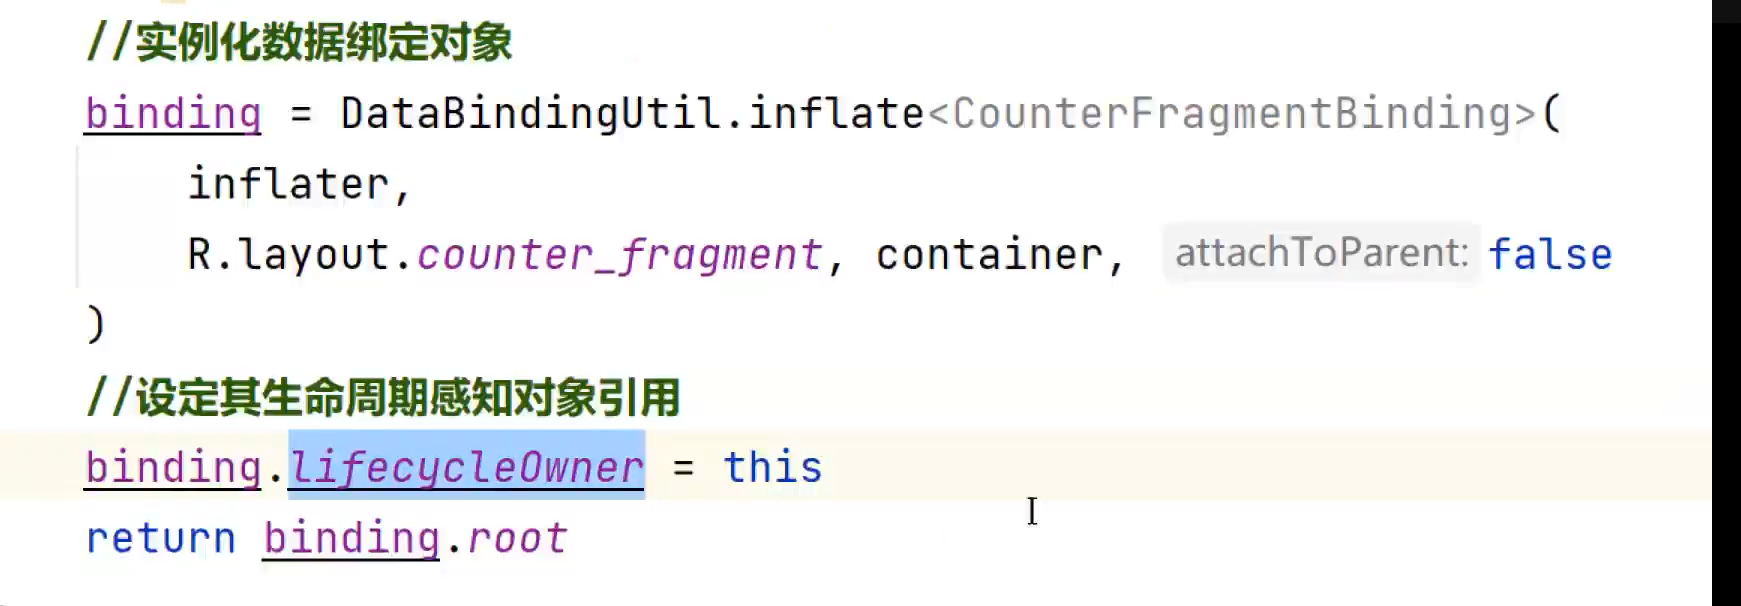 //实例化数据绑定对象
binding = DataBindingUtil.inflate<CounterFragmentBinding>(
inflater,
R.layout.counter_fragment, container, attachToParent: false
)
//设定其生命周期感知对象引用
binding.lifecycleOwner = this
return binding.root